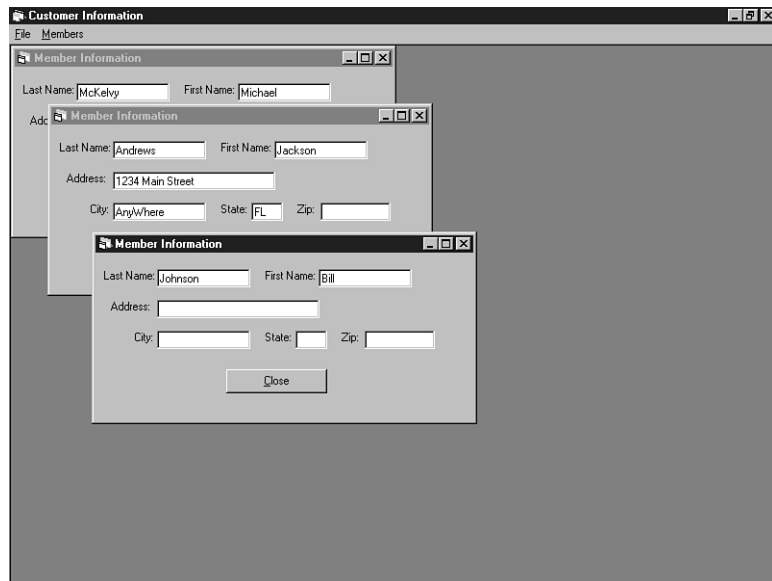 Customer Information
File Members
Member Information
Last Name: McKelvy First Name: Michael
Member Information
Last Name: Andrews First Name: Jackson
Address: 1234 Main Street
City: AnyWhere State: FL Zip:
Member Information
Last Name: Johnson First Name: Bill
Address:
City: State: Zip:
Close